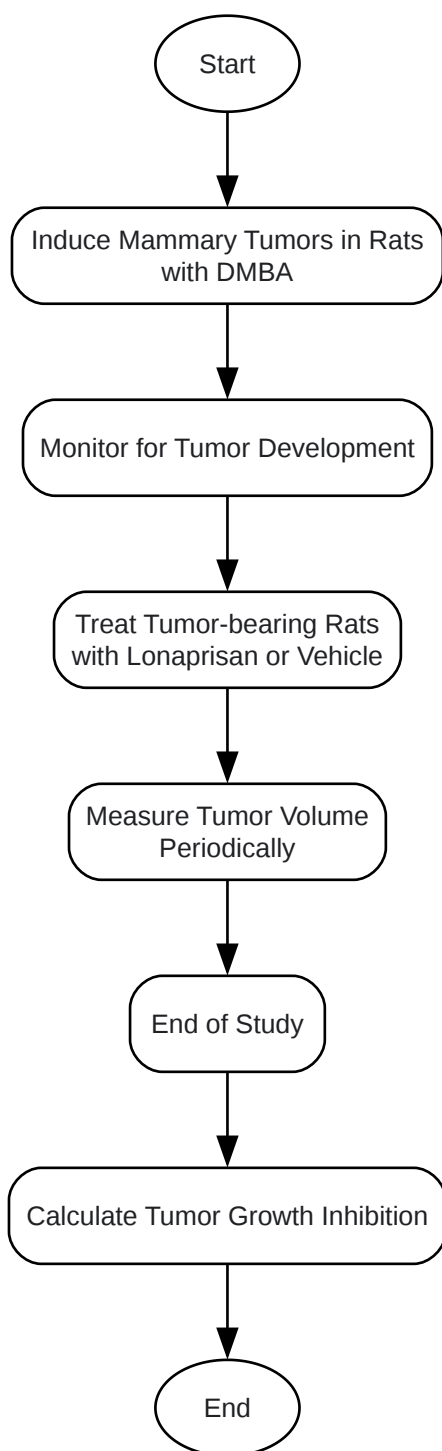 Start
Induce Mammary Tumors in Rats
with DMBA
Monitor for Tumor Development
Treat Tumor-bearing Rats
with Lonaprisan or Vehicle
Measure Tumor Volume
Periodically
End of Study
Calculate Tumor Growth Inhibition
End